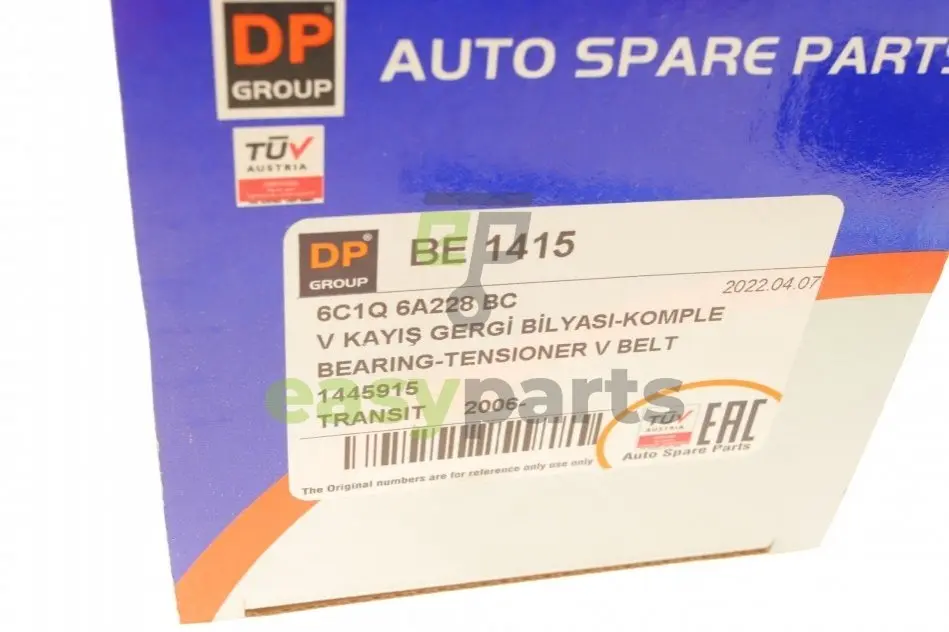 DP®
GROUP
AUTO SPARE PARTS
TÜV
AUSTRIA
DP®
GROUP
BE 1415
2022.04.07
6C1Q 6A228 BC
V KAYIŞ GERGİ BİLYASI-KOMPLE
BEARING-TENSIONER V BELT
1445915
TRANSIT 2006-
easyparts
TÜV
AUSTRIA
EAC
Auto Spare Parts
The Original numbers are for reference only use only